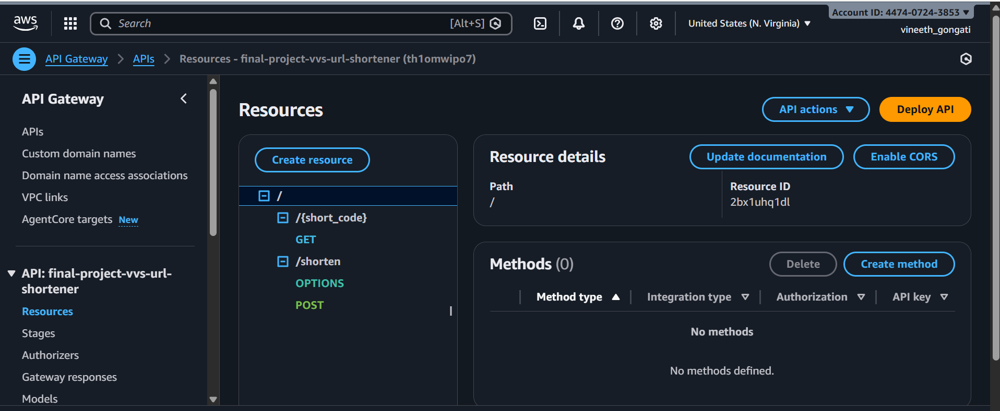 aws
Search
[Alt+S]
United States (N. Virginia)
Account ID: 4474-0724-3853
vineeth_gongati
API Gateway
APIs
Resources - final-project-vvs-url-shortener (th1omwipo7)
API Gateway
APIs
Custom domain names
Domain name access associations
VPC links
AgentCore targets New
API: final-project-vvs-url-
shortener
Resources
Stages
Authorizers
Gateway responses
Models
Resources
API actions
Deploy API
Create resource
/
/{short_code}
GET
/shorten
OPTIONS
POST
Resource details
Update documentation
Enable CORS
Path
/
Resource ID
2bx1uhq1dl
Methods (0)
Delete
Create method
Method type
Integration type
Authorization
API key
No methods
No methods defined.